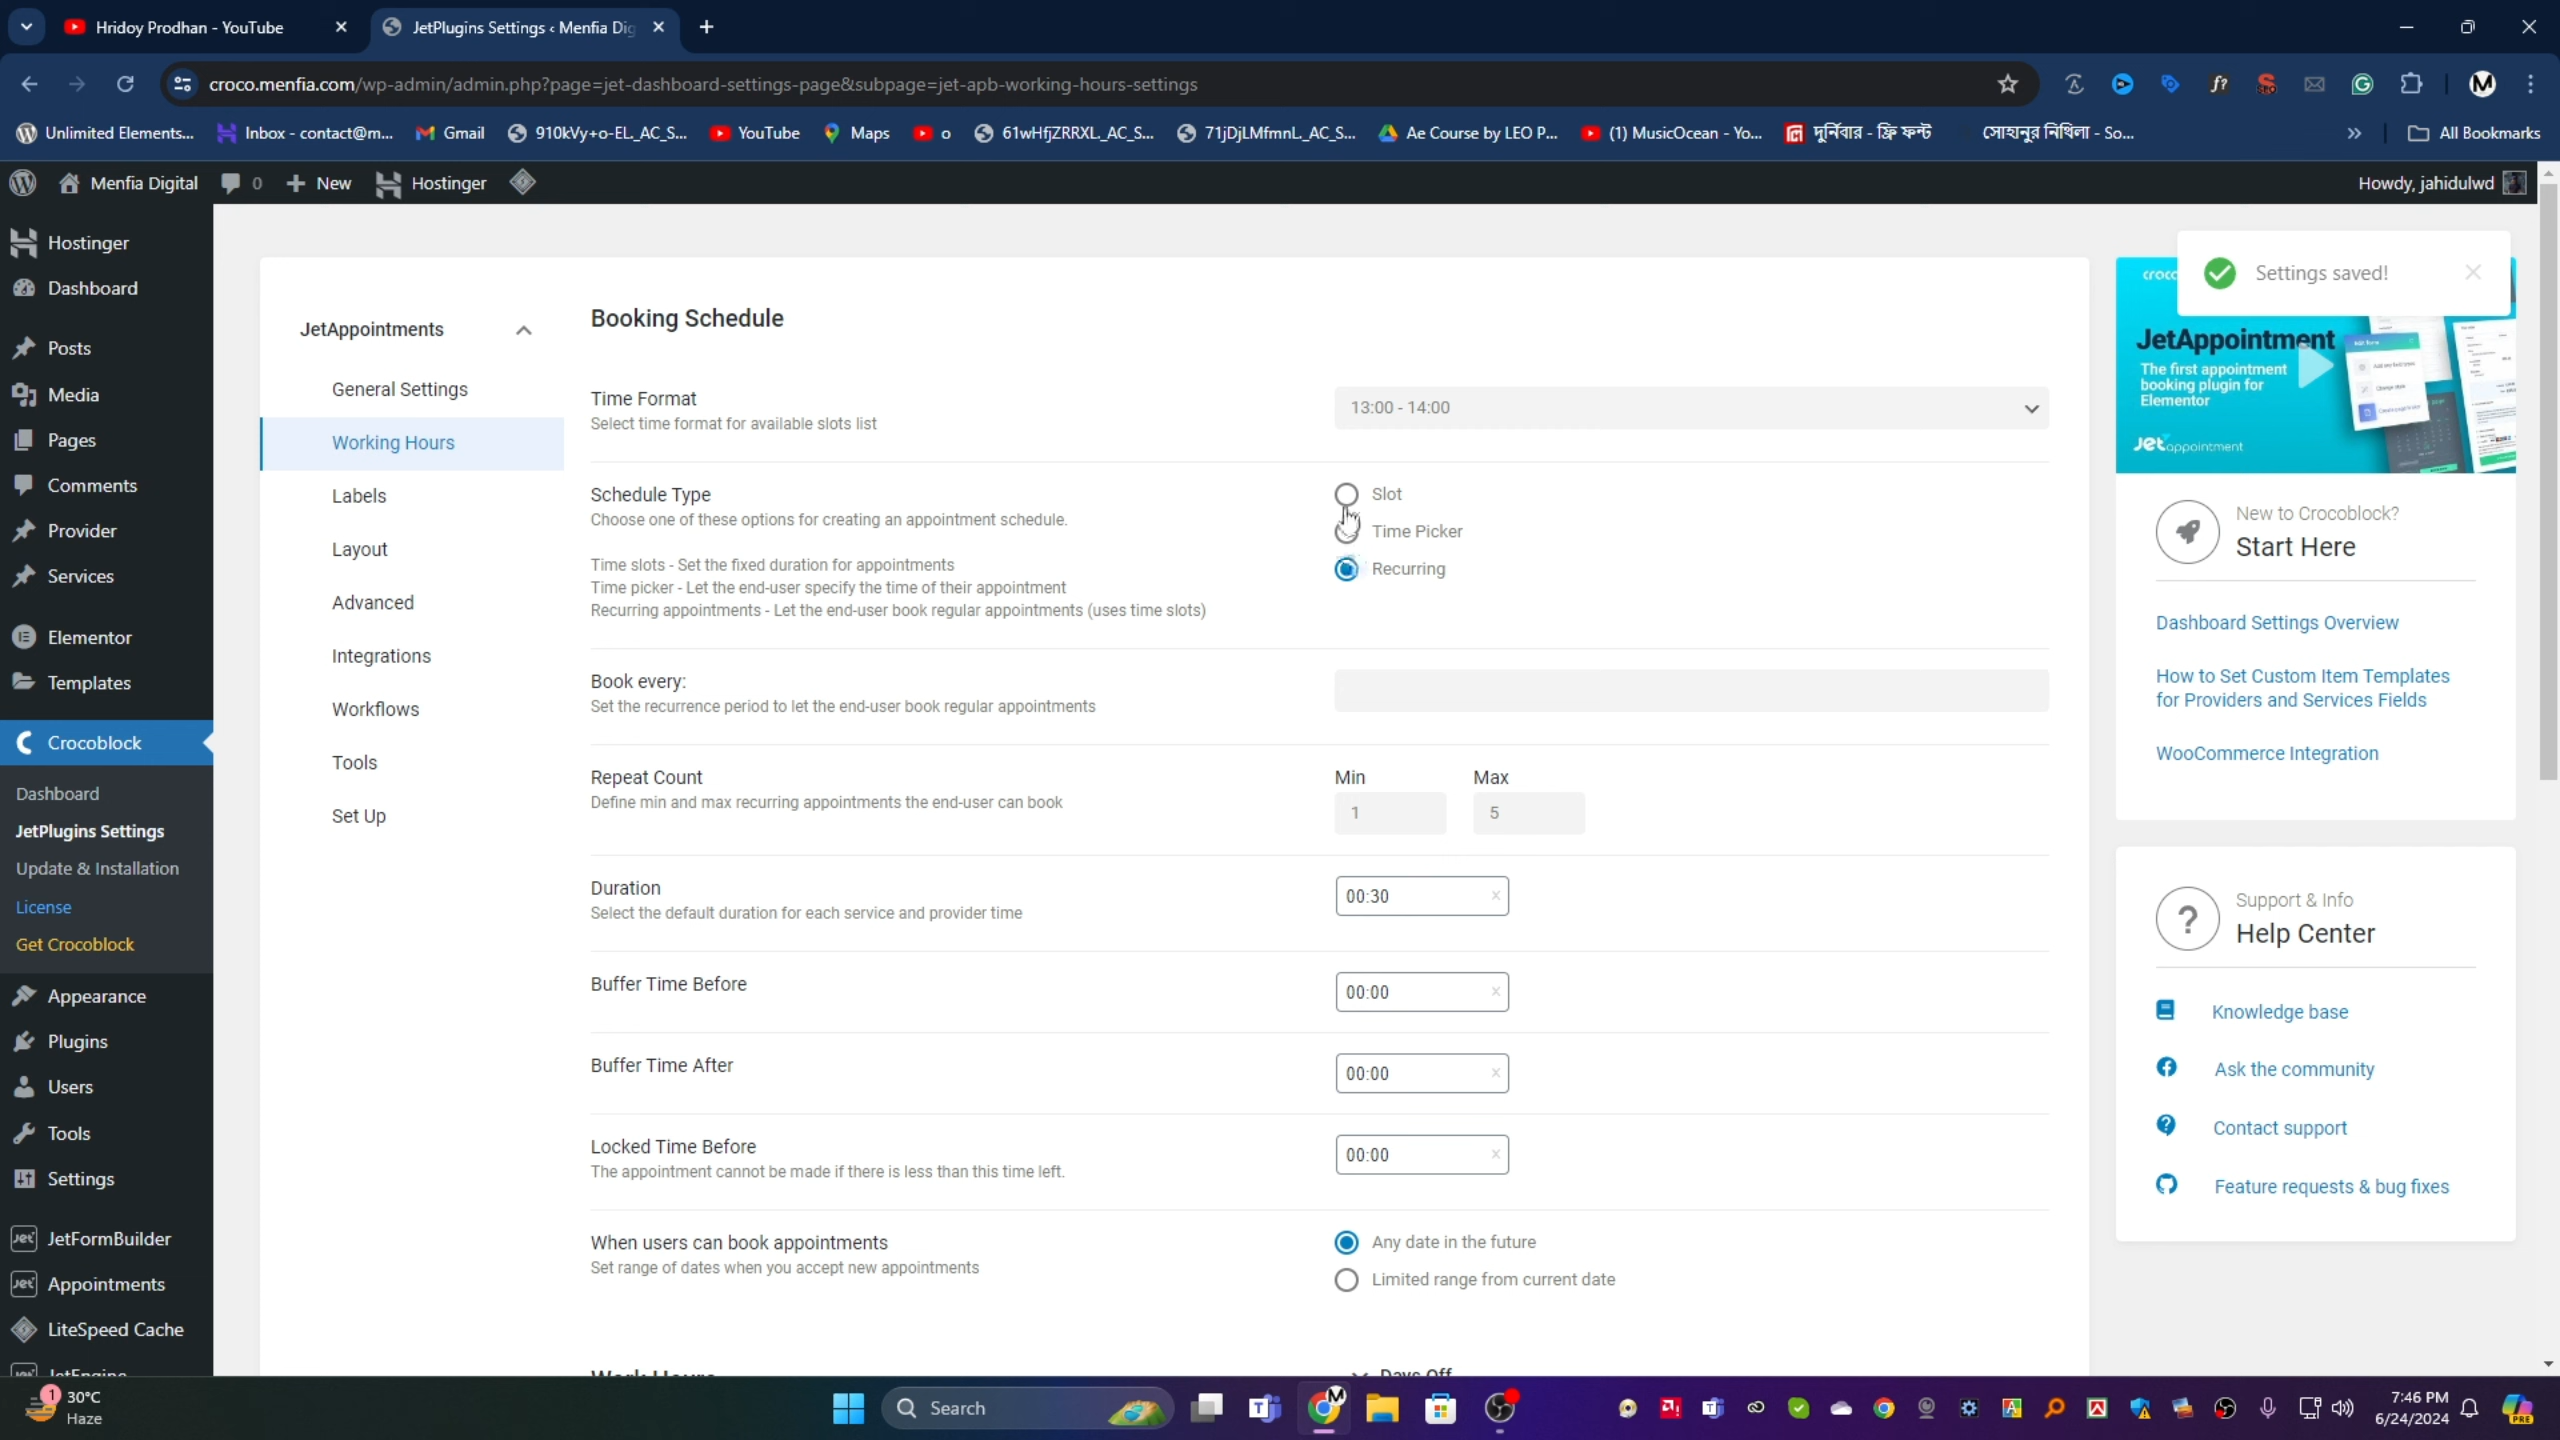 Hridoy Prodhan - YouTube
JetPlugins Settings ‹ Menfia Dig
croco.menfia.com/wp-admin/admin.php?page=jet-dashboard-settings-page&subpage=jet-apb-working-hours-settings
Unlimited Elements...
Inbox - contact@m...
Gmail
910kVy+o-EL._AC_S...
YouTube
Maps
o
61wHfjZRRXL._AC_S...
71jDjLMfmnL._AC_S...
Ae Course by LEO P...
(1) MusicOcean - Yo...
দুর্নিবার - ফ্রি ফন্ট
সোহানুর নিথিলা - So...
All Bookmarks
Menfia Digital
0
New
Hostinger
Howdy, jahidulwd
Hostinger
Dashboard
Posts
Media
Pages
Comments
Provider
Services
Elementor
Templates
Crocoblock
Dashboard
JetPlugins Settings
Update & Installation
License
Get Crocoblock
Appearance
Plugins
Users
Tools
Settings
JetFormBuilder
Appointments
LiteSpeed Cache
JetEngine
JetAppointments
General Settings
Working Hours
Labels
Layout
Advanced
Integrations
Workflows
Tools
Set Up
Booking Schedule
Time Format
Select time format for available slots list
13:00 - 14:00
Schedule Type
Choose one of these options for creating an appointment schedule.
Time slots - Set the fixed duration for appointments
Time picker - Let the end-user specify the time of their appointment
Recurring appointments - Let the end-user book regular appointments (uses time slots)
Slot
Time Picker
Recurring
Book every:
Set the recurrence period to let the end-user book regular appointments
Repeat Count
Define min and max recurring appointments the end-user can book
Min
Max
1
5
Duration
Select the default duration for each service and provider time
00:30
Buffer Time Before
00:00
Buffer Time After
00:00
Locked Time Before
The appointment cannot be made if there is less than this time left.
00:00
When users can book appointments
Set range of dates when you accept new appointments
Any date in the future
Limited range from current date
Work Hours
Days Off
Settings saved!
JetAppointment
The first appointment
booking plugin for
Elementor
Jetappointment
New to Crocoblock?
Start Here
Dashboard Settings Overview
How to Set Custom Item Templates
for Providers and Services Fields
WooCommerce Integration
Support & Info
Help Center
Knowledge base
Ask the community
Contact support
Feature requests & bug fixes
1
30°C
Haze
Search
7:46 PM
6/24/2024